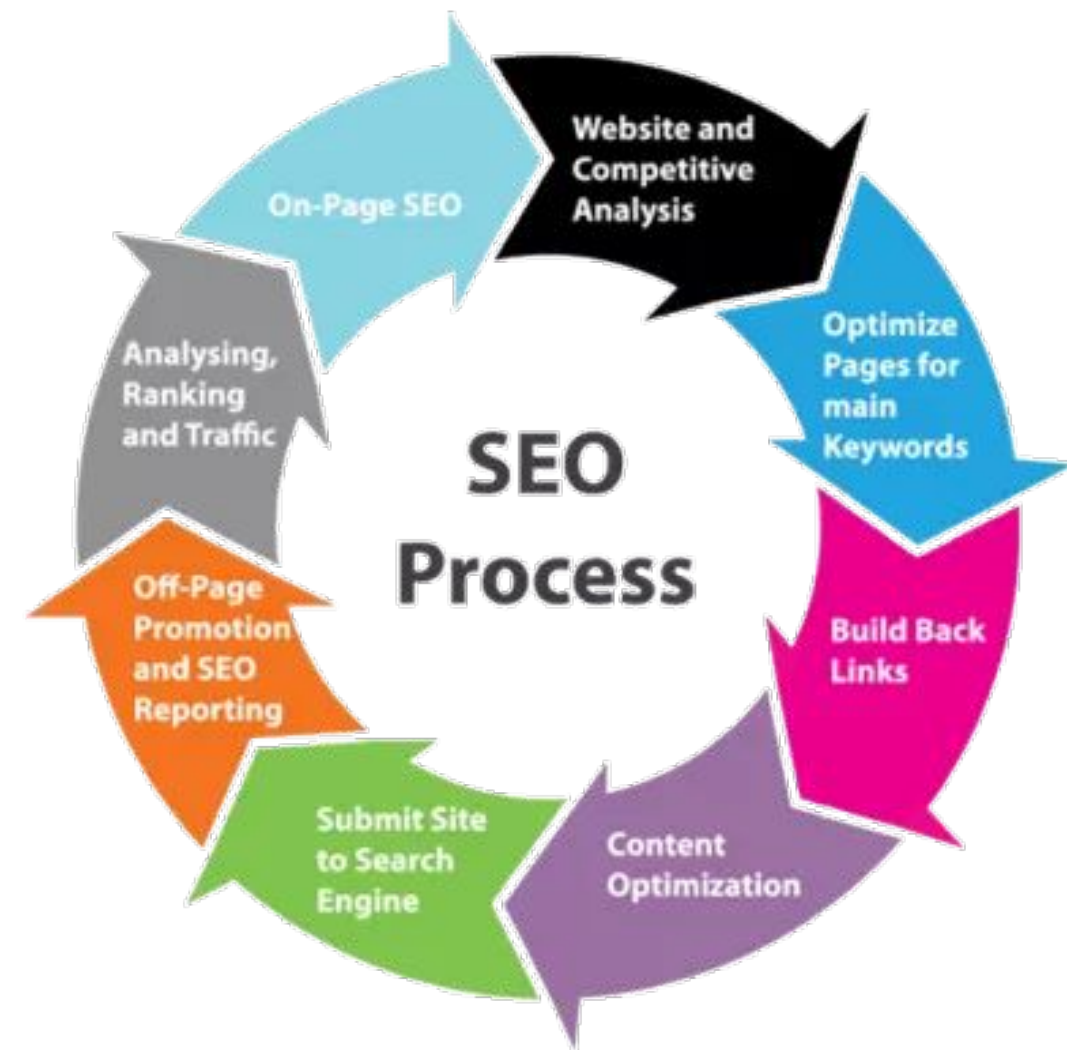 On-Page SEO
Website and
Competitive
Analysis
Optimize
Pages for
main
Keywords
Build Back
Links
Content
Optimization
Submit Site
to Search
Engine
Off-Page
Promotion
and SEO
Reporting
Analysing,
Ranking
and Traffic
SEO
Process